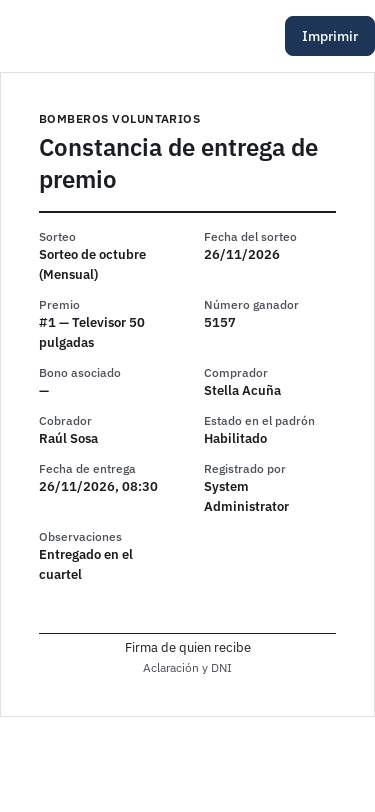 Imprimir
BOMBEROS VOLUNTARIOS
Constancia de entrega de
premio
Sorteo
Sorteo de octubre
(Mensual)
Fecha del sorteo
26/11/2026
Premio
#1 — Televisor 50
pulgadas
Número ganador
5157
Bono asociado
—
Comprador
Stella Acuña
Cobrador
Raúl Sosa
Estado en el padrón
Habilitado
Fecha de entrega
26/11/2026, 08:30
Registrado por
System
Administrator
Observaciones
Entregado en el
cuartel
Firma de quien recibe
Aclaración y DNI